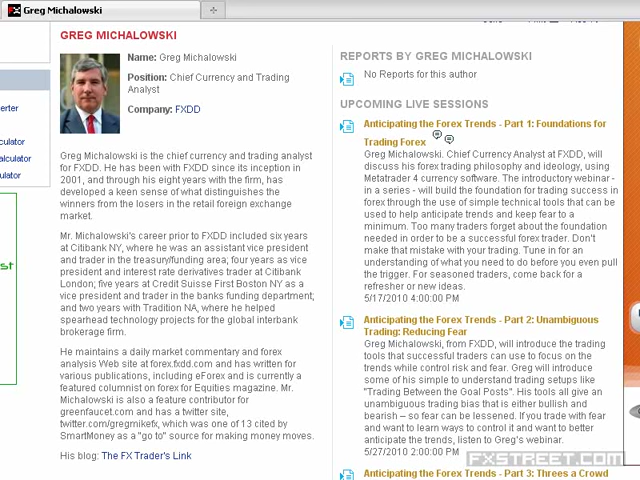 Greg Michalowski
GREG MICHALOWSKI
Name: Greg Michalowski
Position: Chief Currency and Trading
Analyst
Company: FXDD
Greg Michalowski is the chief currency and trading analyst
for FXDD. He has been with FXDD since its inception in
2001, and through his eight years with the firm, has
developed a keen sense of what distinguishes the
winners from the losers in the retail foreign exchange
market.
Mr. Michalowski's career prior to FXDD included six years
at Citibank NY, where he was an assistant vice president
and trader in the treasury/funding area; four years as vice
president and interest rate derivatives trader at Citibank
London; five years at Credit Suisse First Boston NY as a
vice president and trader in the banks funding department;
and two years with Tradition NA, where he helped
spearhead technology projects for the global interbank
brokerage firm.
He maintains a daily market commentary and forex
analysis Web site at forex.fxdd.com and has written for
various publications, including eForex and is currently a
featured columnist on forex for Equities magazine. Mr.
Michalowski is also a feature contributor for
greenfaucet.com and has a twitter site,
twitter.com/gregmikefx, which was one of 13 cited by
SmartMoney as a "go to" source for making money moves.
His blog: The FX Trader's Link
REPORTS BY GREG MICHALOWSKI
No Reports for this author
UPCOMING LIVE SESSIONS
Anticipating the Forex Trends - Part 1: Foundations for
Trading Forex
Greg Michalowski. Chief Currency Analyst at FXDD, will
discuss his forex trading philosophy and ideology, using
Metatrader 4 currency software. The introductory webinar -
in a series - will build the foundation for trading success in
forex through the use of simple technical tools that can be
used to help anticipate trends and keep fear to a
minimum. Too many traders forget about the foundation
needed in order to be a successful forex trader. Don't
make that mistake with your trading. Tune in for an
understanding of what you need to do before you even pull
the trigger. For seasoned traders, come back for a
refresher or new ideas.
5/17/2010 4:00:00 PM
Anticipating the Forex Trends - Part 2: Unambiguous
Trading: Reducing Fear
Greg Michalowski, from FXDD, will introduce the trading
tools that successful traders can use to focus on the
trends while control risk and fear. Greg will introduce
some of his simple to understand trading setups like
"Trading Between the Goal Posts". His tools all give an
unambiguous trading bias that is either bullish and
bearish – so fear can be lessened. If you trade with fear
and want to learn ways to control it and want to better
anticipate the trends, listen to Greg's webinar.
5/27/2010 2:00:00 PM
Anticipating the Forex Trends - Part 3: Threes a Crowd
FXSTREET.COM